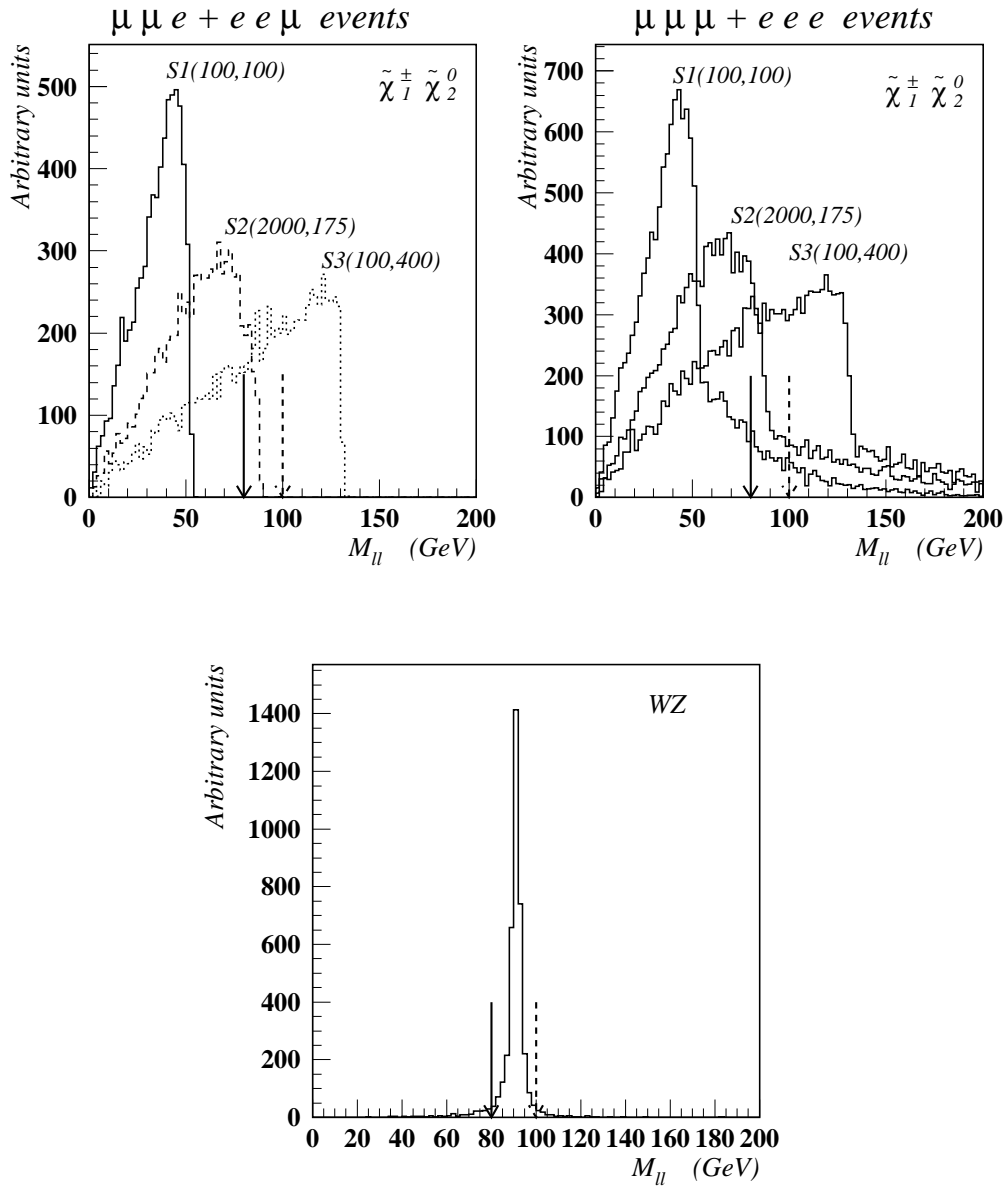 μ μ e + e e μ events
Arbitrary units
500
400
300
200
100
0
S1(100,100)
S2(2000,175)
S3(100,400)
χ̃₁± χ̃₂⁰
0 50 100 150 200
M_ll (GeV)
μ μ μ + e e e events
Arbitrary units
700
600
500
400
300
200
100
0
S1(100,100)
S2(2000,175)
S3(100,400)
χ̃₁± χ̃₂⁰
0 50 100 150 200
M_ll (GeV)
Arbitrary units
1400
1200
1000
800
600
400
200
0
WZ
0 20 40 60 80 100 120 140 160 180 200
M_ll (GeV)